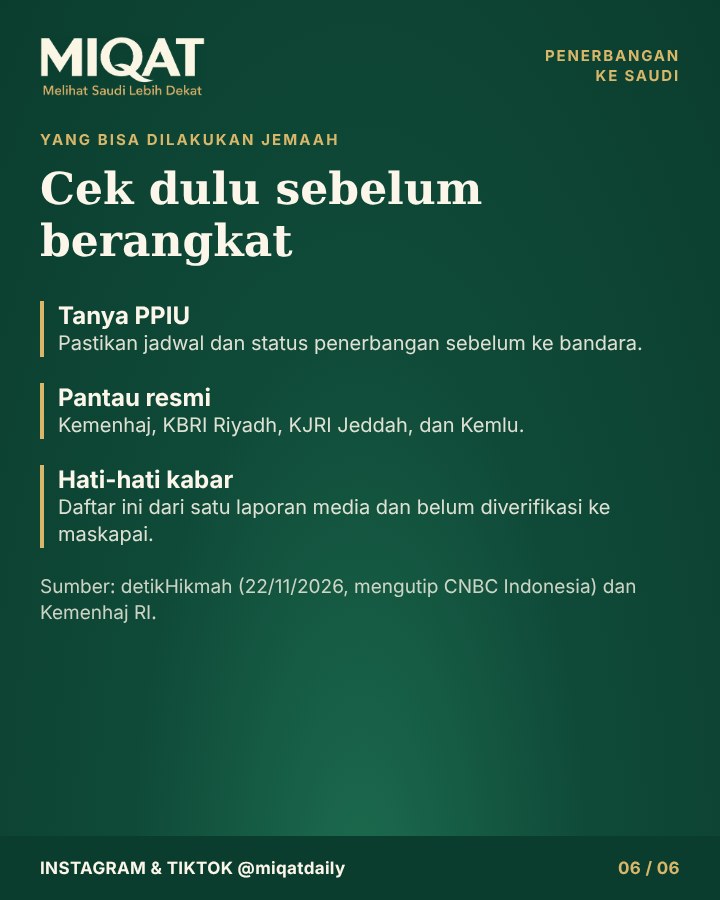 MIQAT
Melihat Saudi Lebih Dekat
PENERBANGAN
KE SAUDI
YANG BISA DILAKUKAN JEMAAH
Cek dulu sebelum
berangkat
Tanya PPIU
Pastikan jadwal dan status penerbangan sebelum ke bandara.
Pantau resmi
Kemenhaj, KBRI Riyadh, KJRI Jeddah, dan Kemlu.
Hati-hati kabar
Daftar ini dari satu laporan media dan belum diverifikasi ke
maskapai.
Sumber: detikHikmah (22/11/2026, mengutip CNBC Indonesia) dan
Kemenhaj RI.
INSTAGRAM & TIKTOK @miqatdaily
06 / 06